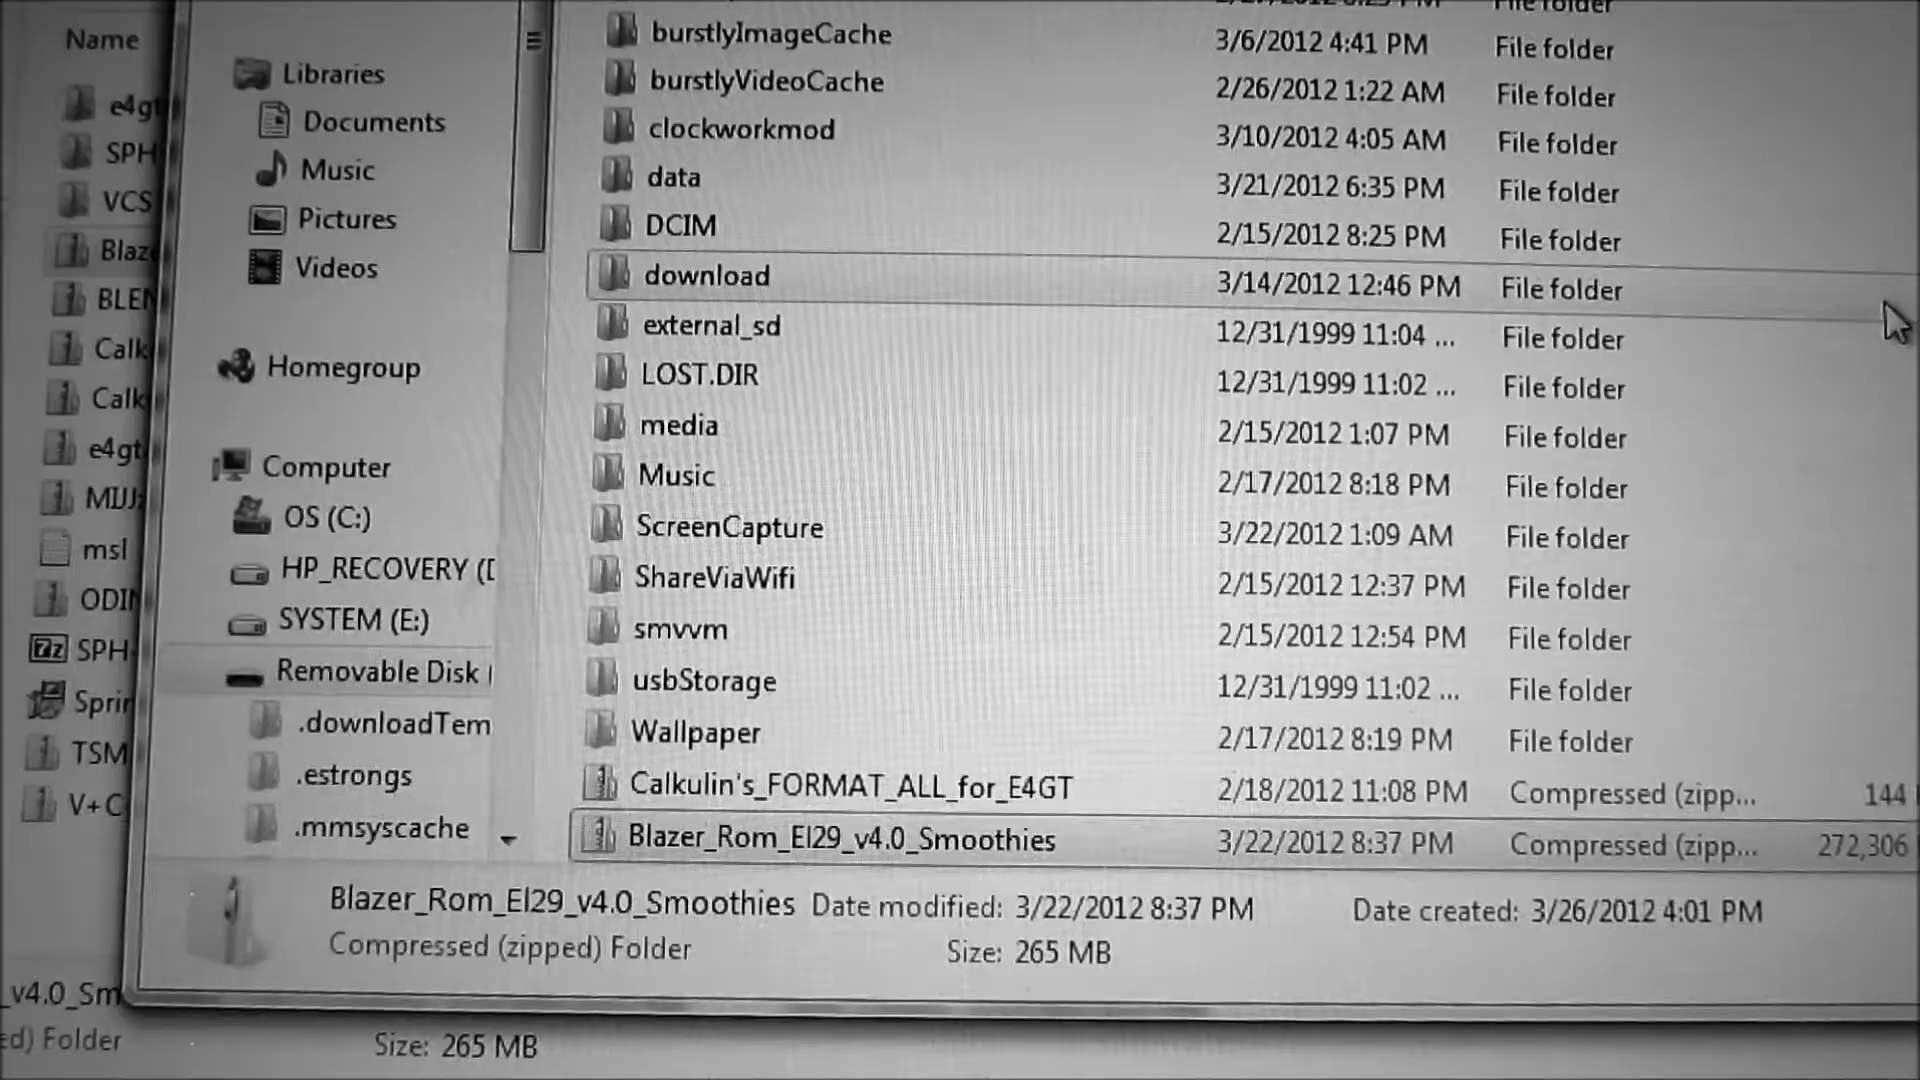 Name
e4gt
SPH
VCS
Blaze
BLEN
Calk
Calk
e4gt
MIJJ
msl
ODIN
SPH
Sprin
TSM
V+C
_v4.0_Sm
ed) Folder
Size: 265 MB
Libraries
Documents
Music
Pictures
Videos
Homegroup
Computer
OS (C:)
HP_RECOVERY (D
SYSTEM (E:)
Removable Disk (
.downloadTem
.estrongs
.mmsyscache
File folder
burstlyImageCache 3/6/2012 4:41 PM File folder
burstlyVideoCache 2/26/2012 1:22 AM File folder
clockworkmod 3/10/2012 4:05 AM File folder
data 3/21/2012 6:35 PM File folder
DCIM 2/15/2012 8:25 PM File folder
download 3/14/2012 12:46 PM File folder
external_sd 12/31/1999 11:04 ... File folder
LOST.DIR 12/31/1999 11:02 ... File folder
media 2/15/2012 1:07 PM File folder
Music 2/17/2012 8:18 PM File folder
ScreenCapture 3/22/2012 1:09 AM File folder
ShareViaWifi 2/15/2012 12:37 PM File folder
smvvm 2/15/2012 12:54 PM File folder
usbStorage 12/31/1999 11:02 ... File folder
Wallpaper 2/17/2012 8:19 PM File folder
Calkulin's_FORMAT_ALL_for_E4GT 2/18/2012 11:08 PM Compressed (zipp... 144
Blazer_Rom_El29_v4.0_Smoothies 3/22/2012 8:37 PM Compressed (zipp... 272,306
Blazer_Rom_El29_v4.0_Smoothies Date modified: 3/22/2012 8:37 PM Date created: 3/26/2012 4:01 PM
Compressed (zipped) Folder Size: 265 MB